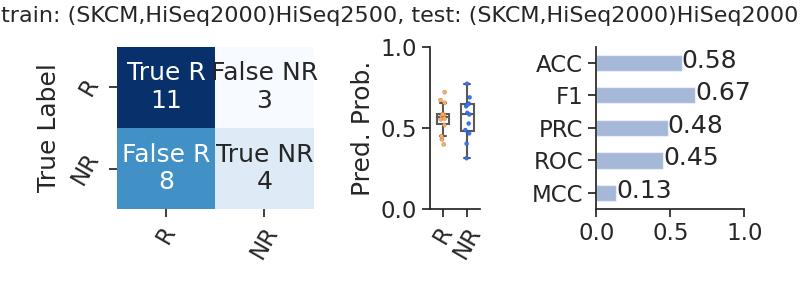 train: (SKCM,HiSeq2000)HiSeq2500, test: (SKCM,HiSeq2000)HiSeq2000
True Label
R
NR
True R
11
False NR
3
False R
8
True NR
4
R
NR
Pred. Prob.
1.0
0.5
0.0
R
NR
ACC
0.58
F1
0.67
PRC
0.48
ROC
0.45
MCC
0.13
0.0
0.5
1.0